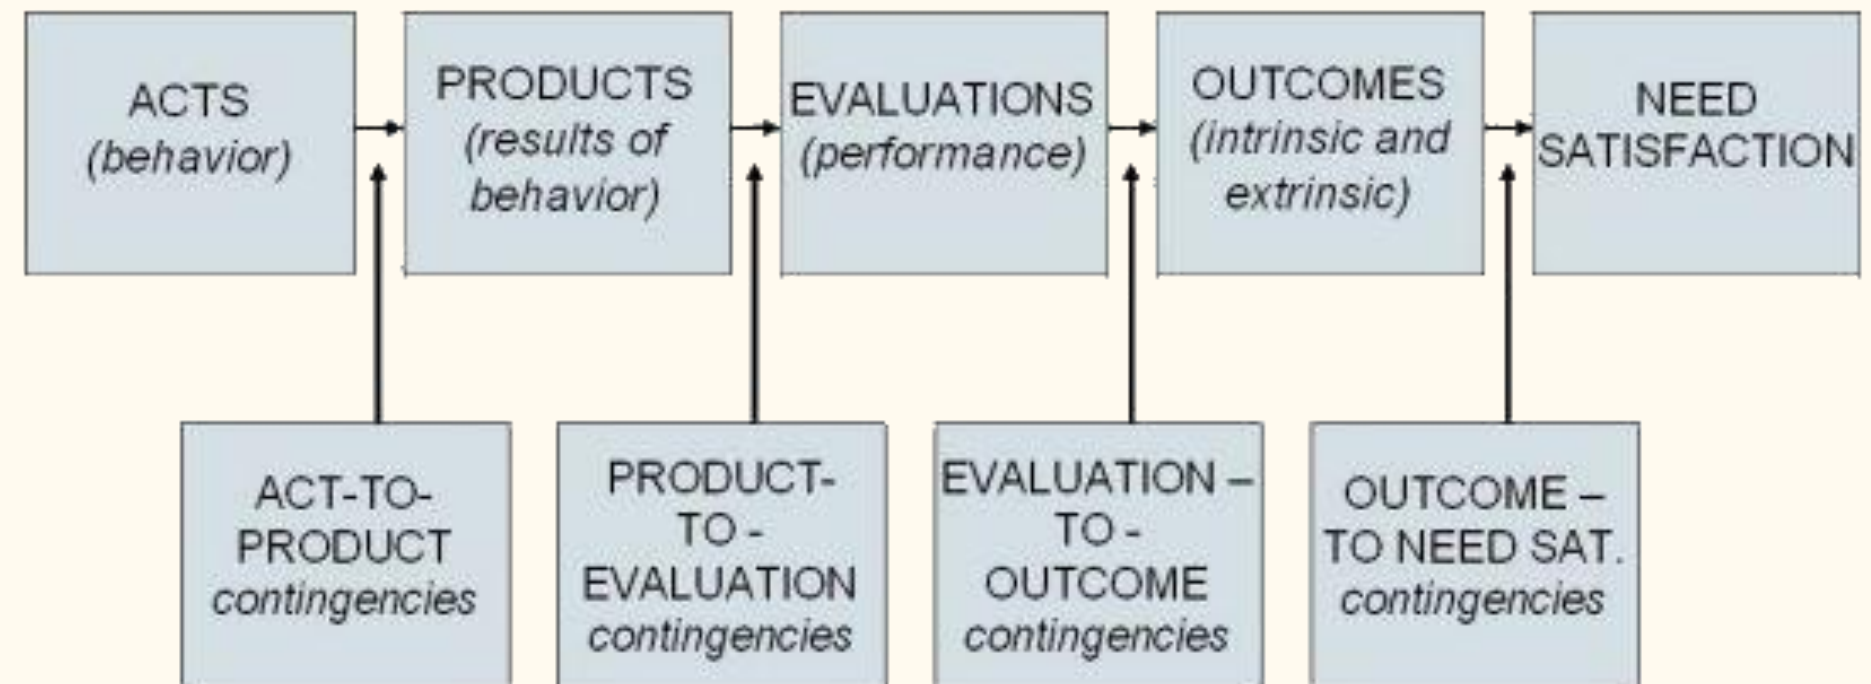 ACTS
(behavior)
PRODUCTS
(results of
behavior)
EVALUATIONS
(performance)
OUTCOMES
(intrinsic and
extrinsic)
NEED
SATISFACTION
ACT-TO-
PRODUCT
contingencies
PRODUCT-
TO -
EVALUATION
contingencies
EVALUATION –
TO -
OUTCOME
contingencies
OUTCOME –
TO NEED SAT.
contingencies